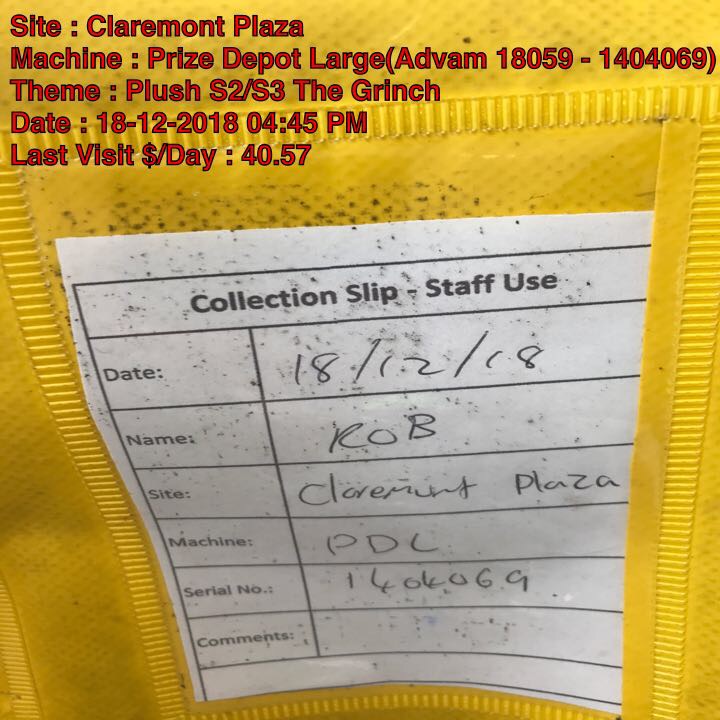 Site : Claremont Plaza
Machine : Prize Depot Large(Advam 18059 - 1404069)
Theme : Plush S2/S3 The Grinch
Date : 18-12-2018 04:45 PM
Last Visit $/Day : 40.57
Collection Slip - Staff Use
Date: 18/12/18
Name: ROB
Site: Claremont Plaza
Machine: PDL
Serial No.: 1404069
Comments: